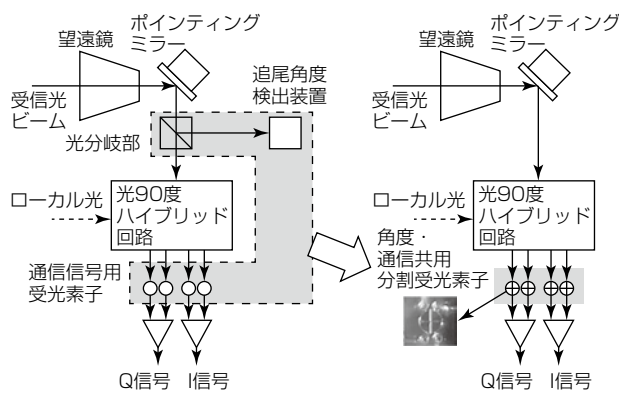 望遠鏡
ポインティング
ミラー
受信光
ビーム
追尾角度
検出装置
光分岐部
ローカル光
光90度
ハイブリッド
回路
通信信号用
受光素子
Q信号
I信号
望遠鏡
ポインティング
ミラー
受信光
ビーム
ローカル光
光90度
ハイブリッド
回路
角度・
通信共用
分割受光素子
Q信号
I信号